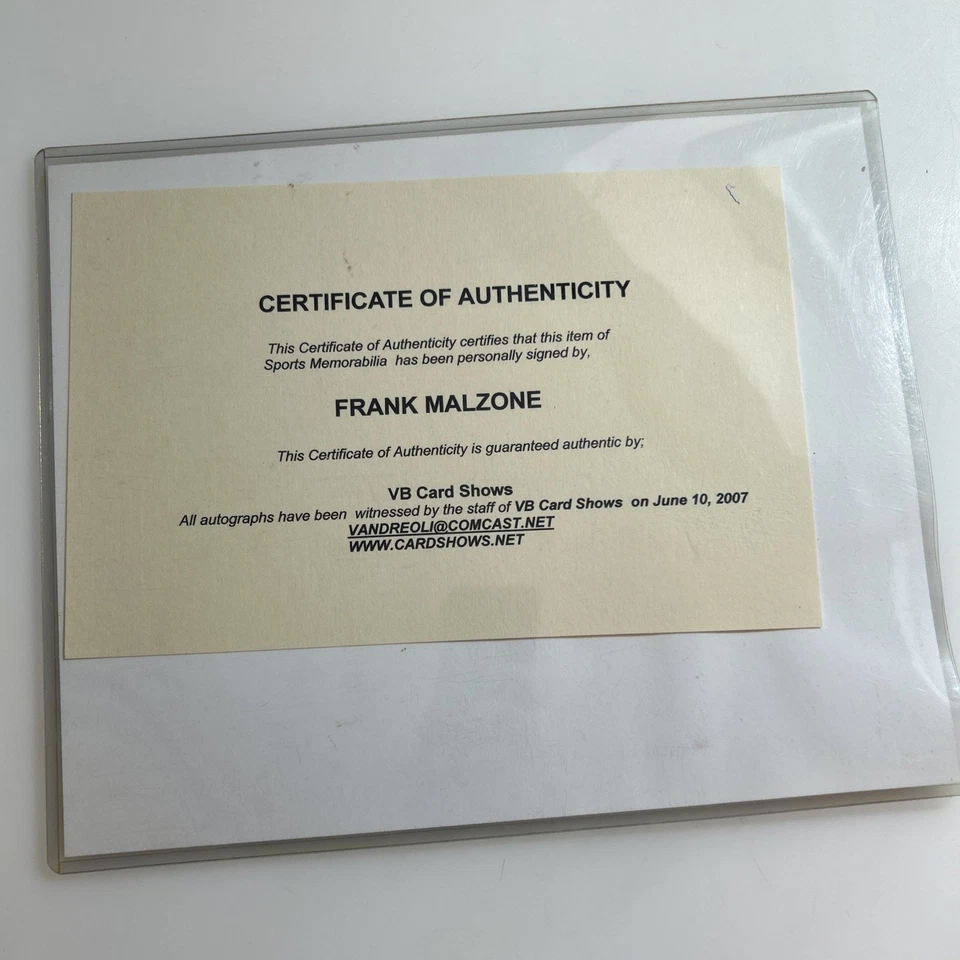 CERTIFICATE OF AUTHENTICITY
This Certificate of Authenticity certifies that this item of
Sports Memorabilia has been personally signed by,
FRANK MALZONE
This Certificate of Authenticity is guaranteed authentic by;
VB Card Shows
All autographs have been witnessed by the staff of VB Card Shows on June 10, 2007
VANDREOLI@COMCAST.NET
WWW.CARDSHOWS.NET